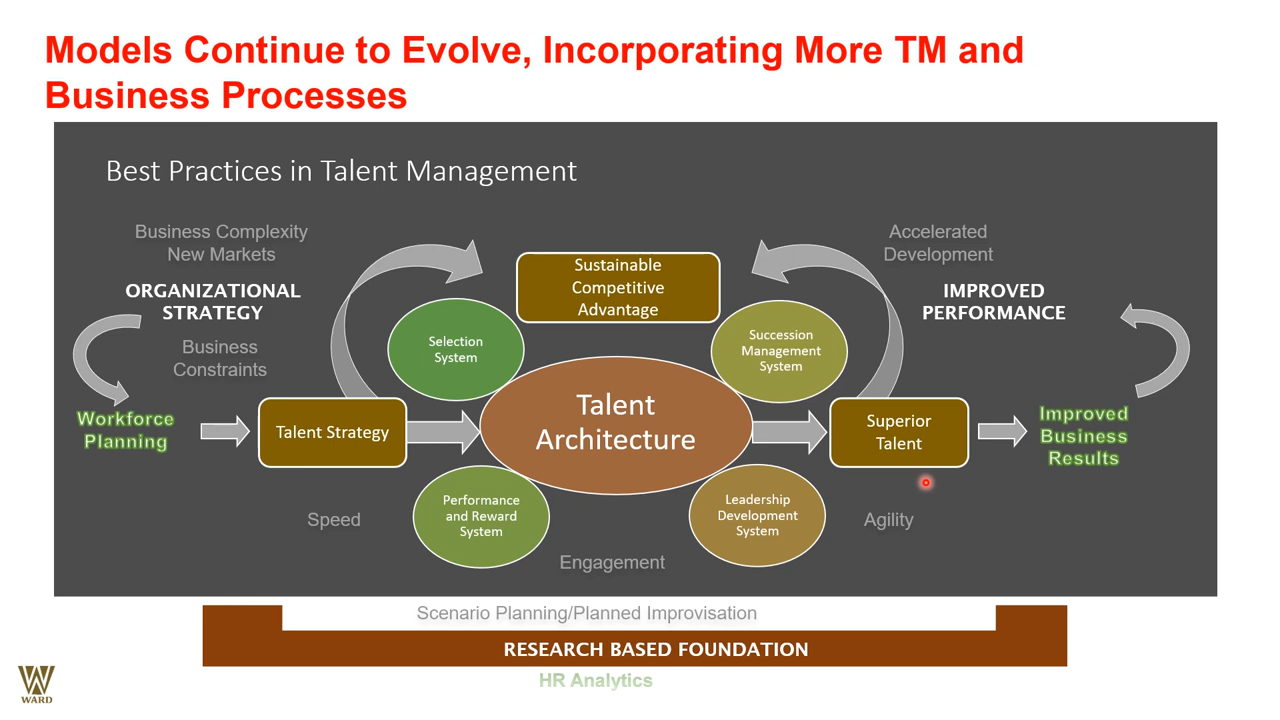 Models Continue to Evolve, Incorporating More TM and
Business Processes
Best Practices in Talent Management
Business Complexity
New Markets
ORGANIZATIONAL
STRATEGY
Business
Constraints
Workforce
Planning
Talent Strategy
Selection
System
Sustainable
Competitive
Advantage
Talent
Architecture
Performance
and Reward
System
Succession
Management
System
Leadership
Development
System
Superior
Talent
Accelerated
Development
IMPROVED
PERFORMANCE
Improved
Business
Results
Speed
Engagement
Agility
Scenario Planning/Planned Improvisation
RESEARCH BASED FOUNDATION
HR Analytics
WARD